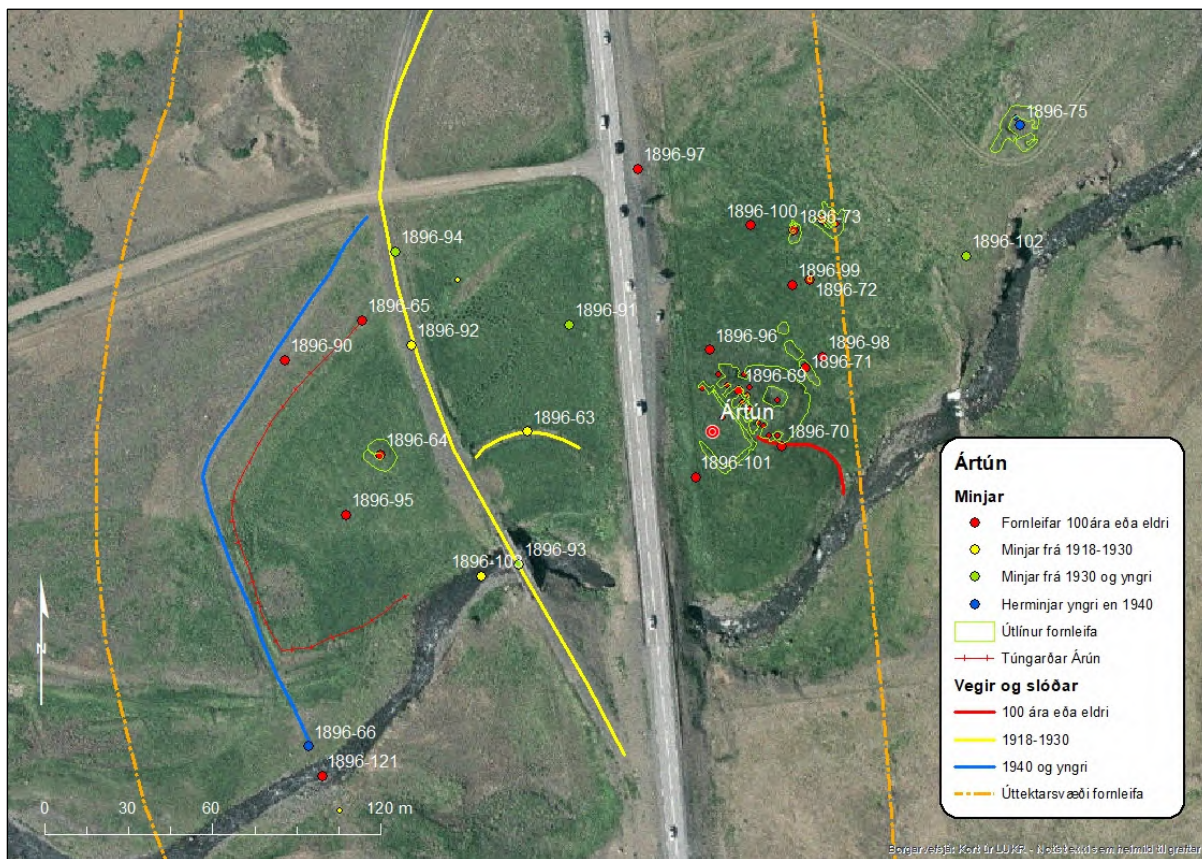 1896-75
1896-97
1896-100
1896-73
1896-94
1896-102
1896-99
1896-72
1896-65
1896-91
1896-92
1896-96
1896-98
1896-90
1896-71
1896-69
1896-63
Ártún
1896-70
1896-64
1896-101
1896-95
1896-93
1896-103
1896-66
1896-121
0 30 60 120 m
N
Ártún
Minjar
Fornleifar 100ára eða eldri
Minjar frá 1918-1930
Minjar frá 1930 og yngri
Herminjar yngri en 1940
Útlínur fornleifa
Túngarðar Árún
Vegir og slóðar
100 ára eða eldri
1918-1930
1940 og yngri
Úttektarsvæði fornleifa